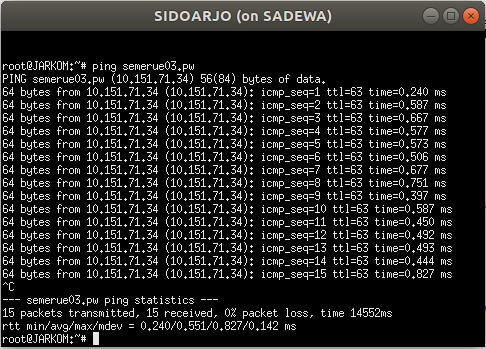 SIDOARJO (on SADEWA)
root@JARKOM:~# ping semerue03.pw
PING semerue03.pw (10.151.71.34) 56(84) bytes of data.
64 bytes from 10.151.71.34 (10.151.71.34): icmp_seq=1 ttl=63 time=0.240 ms
64 bytes from 10.151.71.34 (10.151.71.34): icmp_seq=2 ttl=63 time=0.587 ms
64 bytes from 10.151.71.34 (10.151.71.34): icmp_seq=3 ttl=63 time=0.667 ms
64 bytes from 10.151.71.34 (10.151.71.34): icmp_seq=4 ttl=63 time=0.577 ms
64 bytes from 10.151.71.34 (10.151.71.34): icmp_seq=5 ttl=63 time=0.573 ms
64 bytes from 10.151.71.34 (10.151.71.34): icmp_seq=6 ttl=63 time=0.506 ms
64 bytes from 10.151.71.34 (10.151.71.34): icmp_seq=7 ttl=63 time=0.677 ms
64 bytes from 10.151.71.34 (10.151.71.34): icmp_seq=8 ttl=63 time=0.751 ms
64 bytes from 10.151.71.34 (10.151.71.34): icmp_seq=9 ttl=63 time=0.397 ms
64 bytes from 10.151.71.34 (10.151.71.34): icmp_seq=10 ttl=63 time=0.587 ms
64 bytes from 10.151.71.34 (10.151.71.34): icmp_seq=11 ttl=63 time=0.450 ms
64 bytes from 10.151.71.34 (10.151.71.34): icmp_seq=12 ttl=63 time=0.492 ms
64 bytes from 10.151.71.34 (10.151.71.34): icmp_seq=13 ttl=63 time=0.493 ms
64 bytes from 10.151.71.34 (10.151.71.34): icmp_seq=14 ttl=63 time=0.444 ms
64 bytes from 10.151.71.34 (10.151.71.34): icmp_seq=15 ttl=63 time=0.827 ms
^C
--- semerue03.pw ping statistics ---
15 packets transmitted, 15 received, 0% packet loss, time 14552ms
rtt min/avg/max/mdev = 0.240/0.551/0.827/0.142 ms
root@JARKOM:~#